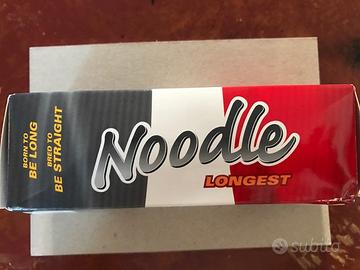 BORN TO
BE LONG
BRED TO
BE STRAIGHT
Noodle
LONGEST
subito